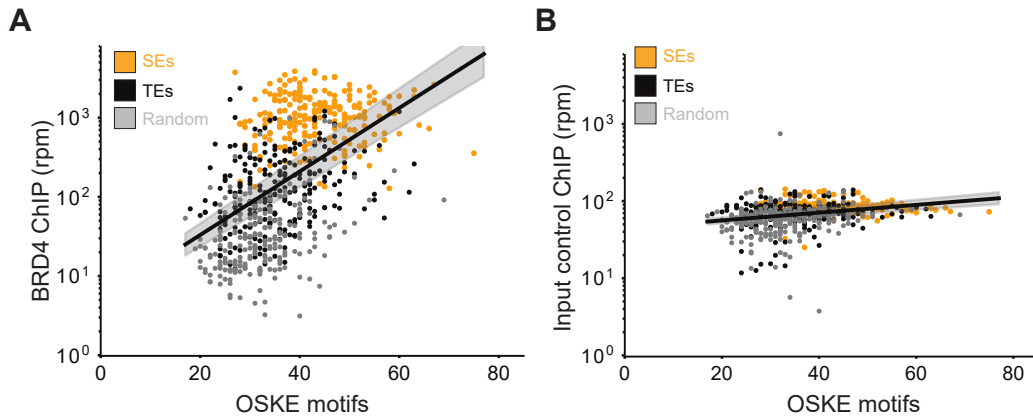 A
SEs
TEs
Random
BRD4 ChIP (rpm)
10^3
10^2
10^1
10^0
0 20 40 60 80
OSKE motifs
B
SEs
TEs
Random
Input control ChIP (rpm)
10^3
10^2
10^1
10^0
0 20 40 60 80
OSKE motifs